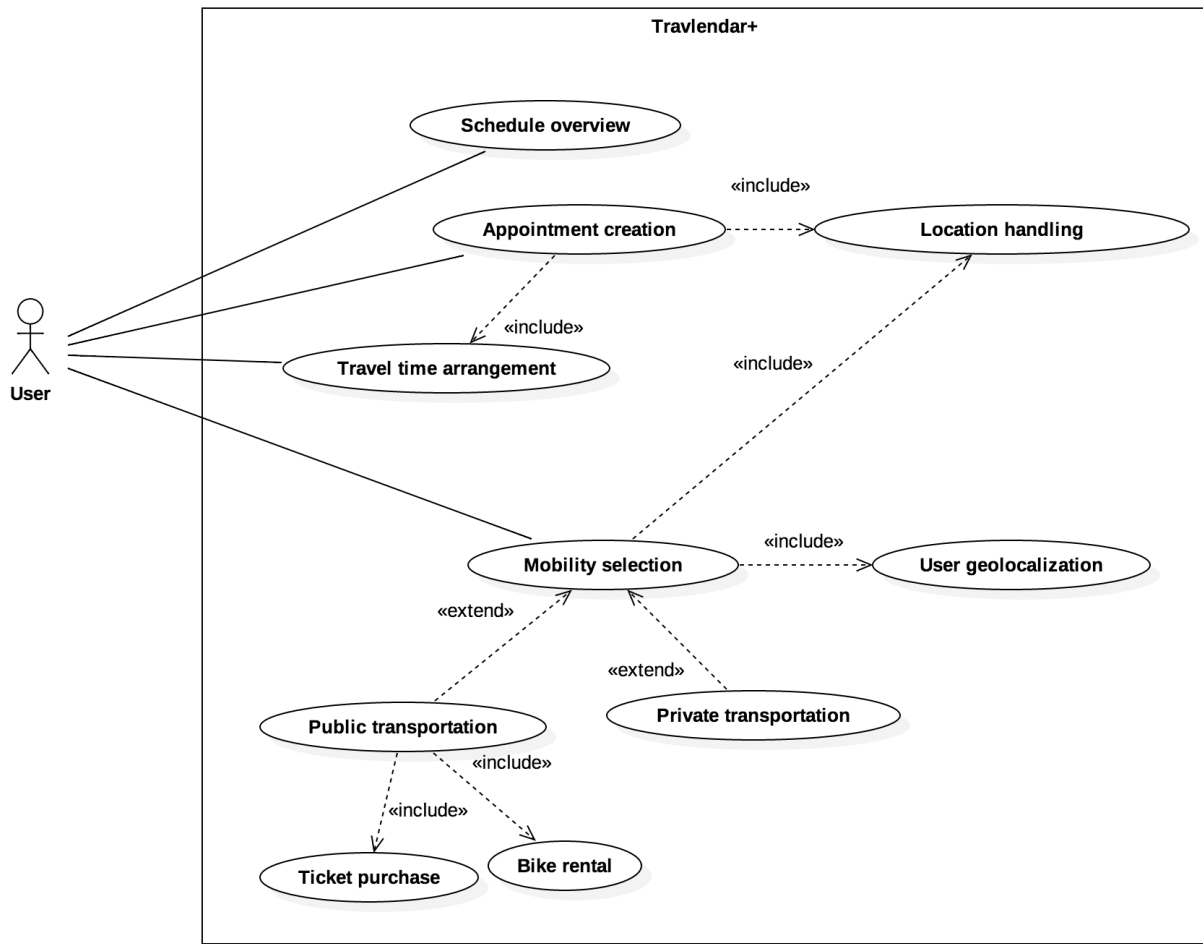 Travlendar+
Schedule overview
«include»
Appointment creation
Location handling
«include»
Travel time arrangement
«include»
User
«include»
Mobility selection
User geolocalization
«extend»
«extend»
Public transportation
Private transportation
«include»
«include»
Ticket purchase
Bike rental